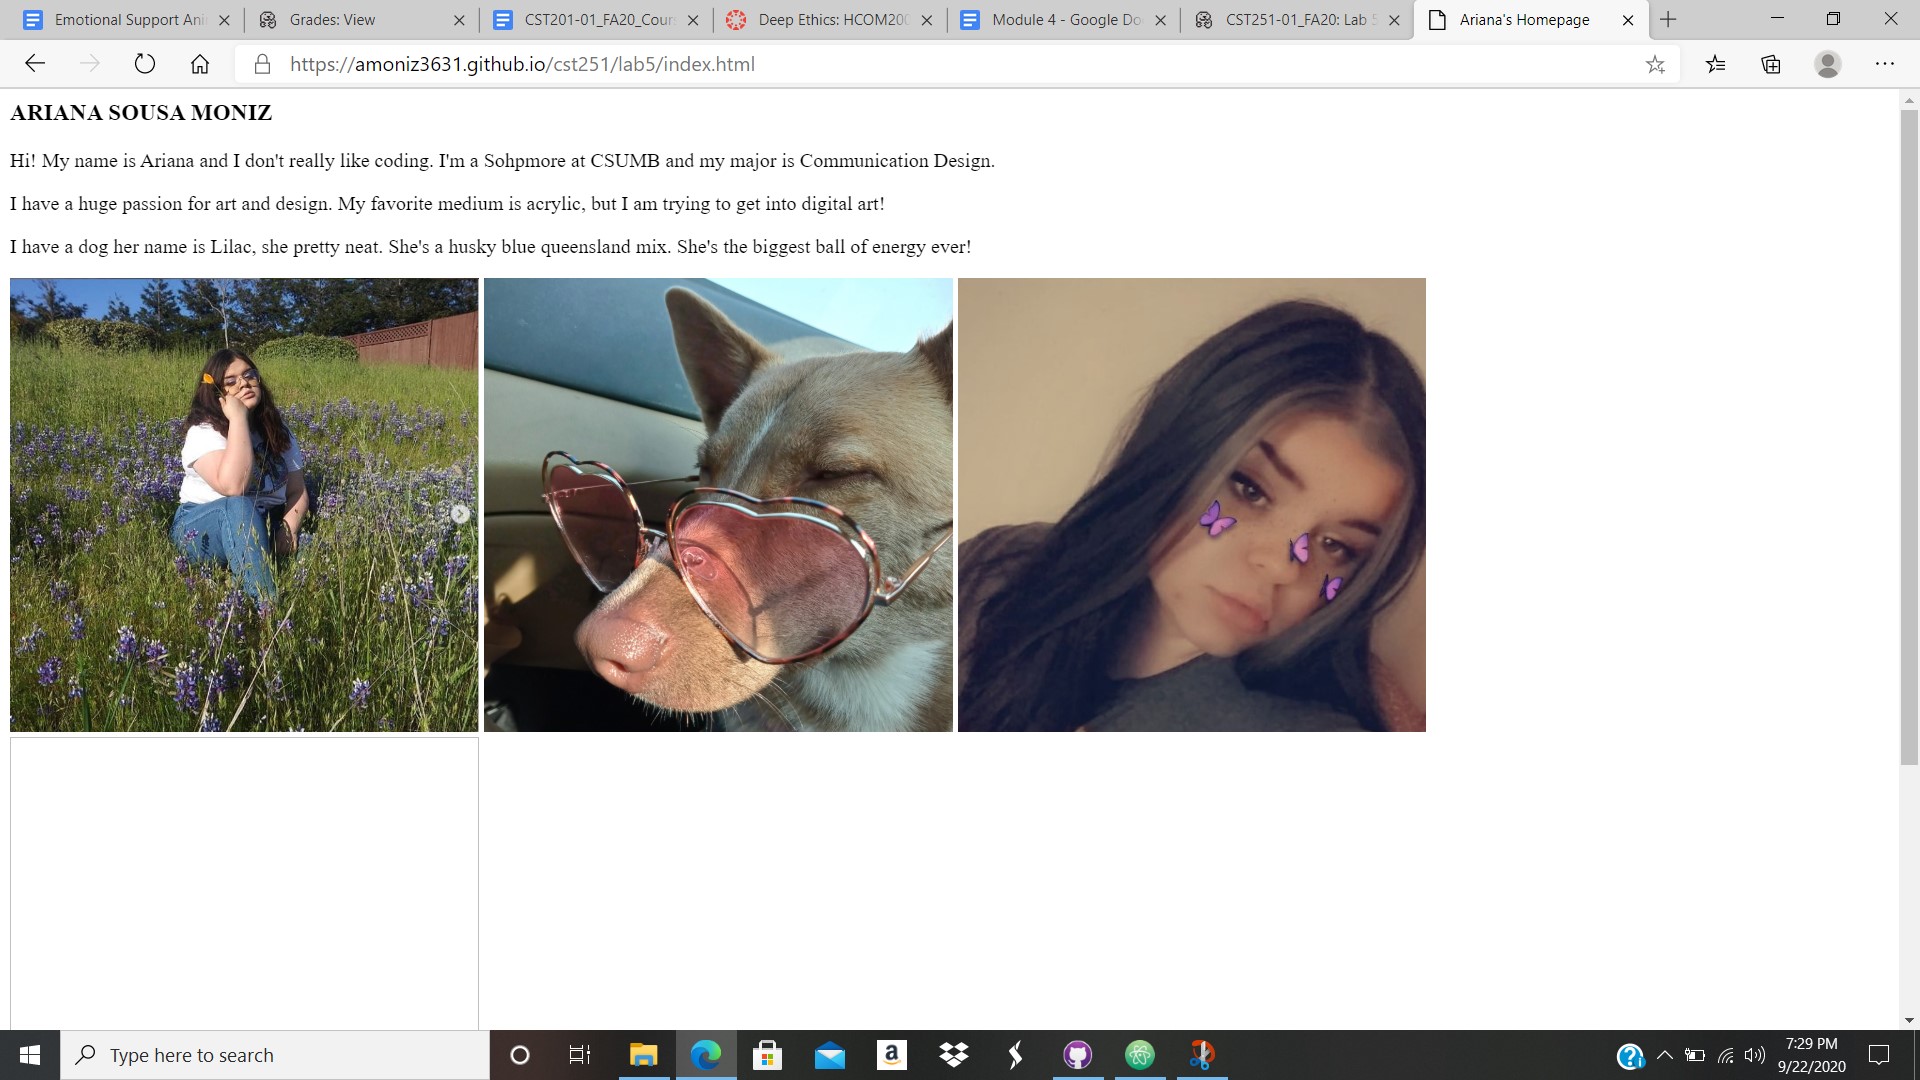 Emotional Support Ani
Grades: View
CST201-01_FA20_Cour
Deep Ethics: HCOM200
Module 4 - Google Do
CST251-01_FA20: Lab 5
Ariana's Homepage
https://amoniz3631.github.io/cst251/lab5/index.html
ARIANA SOUSA MONIZ
Hi! My name is Ariana and I don't really like coding. I'm a Sohpmore at CSUMB and my major is Communication Design.
I have a huge passion for art and design. My favorite medium is acrylic, but I am trying to get into digital art!
I have a dog her name is Lilac, she pretty neat. She's a husky blue queensland mix. She's the biggest ball of energy ever!
Type here to search
7:29 PM
9/22/2020